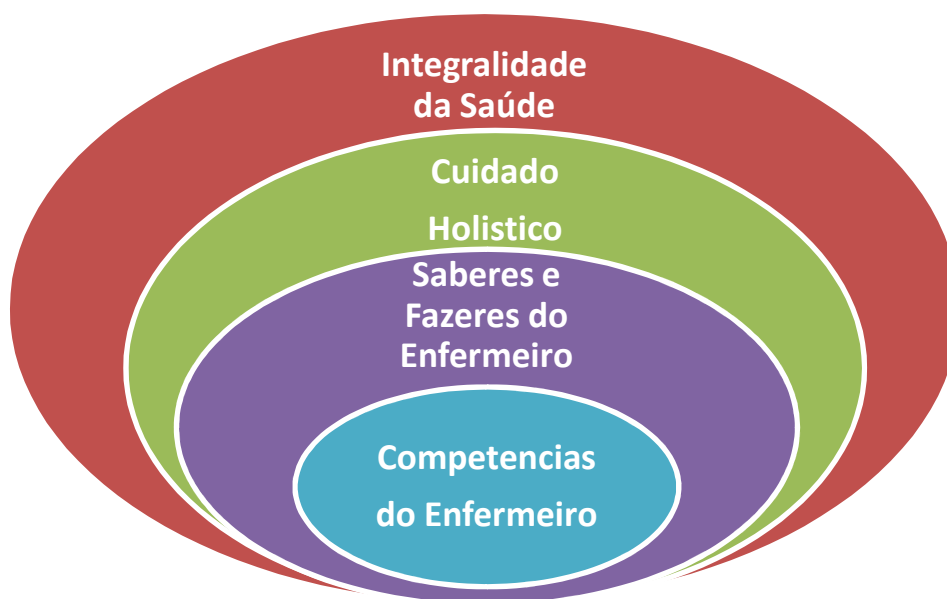 Integralidade
da Saúde
Cuidado
Holistico
Saberes e
Fazeres do
Enfermeiro
Competencias
do Enfermeiro